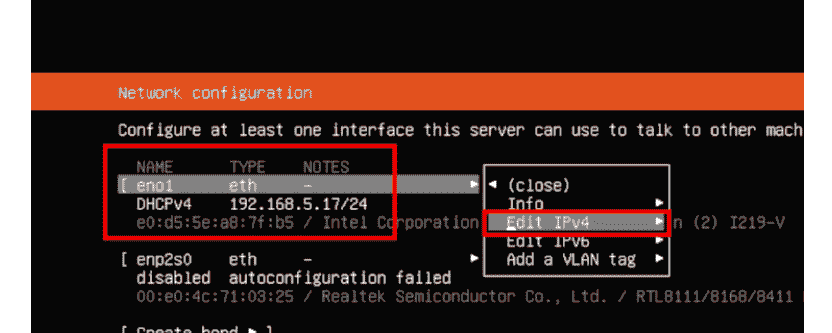 Network configuration
Configure at least one interface this server can use to talk to other mach
NAME TYPE NOTES
[ eno1 eth - ▸ ◂ (close)
DHCPv4 192.168.5.17/24 Info ▸
e0:d5:5e:a8:7f:b5 / Intel Corporation Edit IPv4 ▸ n (2) I219-V
Edit IPv6 ▸
[ enp2s0 eth - ▸ Add a VLAN tag ▸
disabled autoconfiguration failed
00:e0:4c:71:03:25 / Realtek Semiconductor Co., Ltd. / RTL8111/8168/8411
[ Create bond ▸ ]